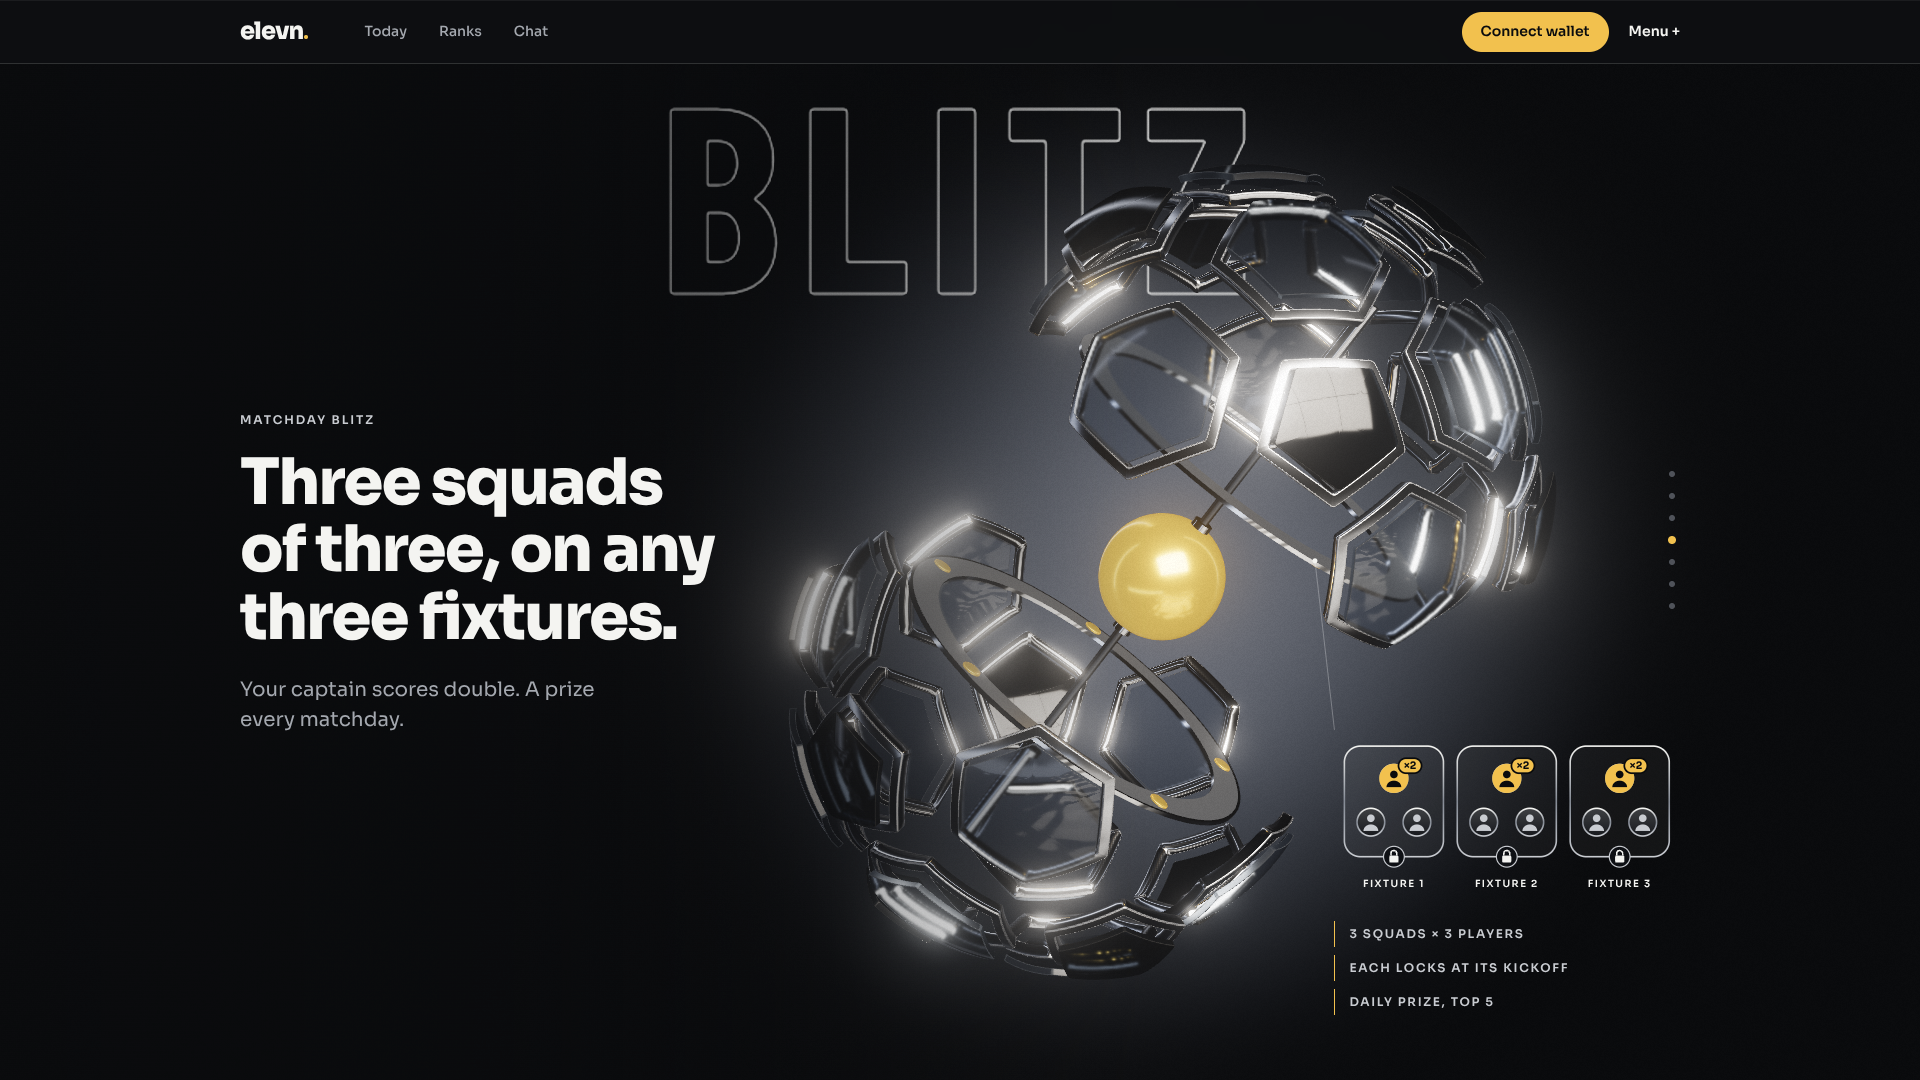 elevn.
Today
Ranks
Chat
Connect wallet
Menu +
BLITZ
MATCHDAY BLITZ
Three squads
of three, on any
three fixtures.
Your captain scores double. A prize
every matchday.
×2
×2
×2
FIXTURE 1
FIXTURE 2
FIXTURE 3
3 SQUADS × 3 PLAYERS
EACH LOCKS AT ITS KICKOFF
DAILY PRIZE, TOP 5